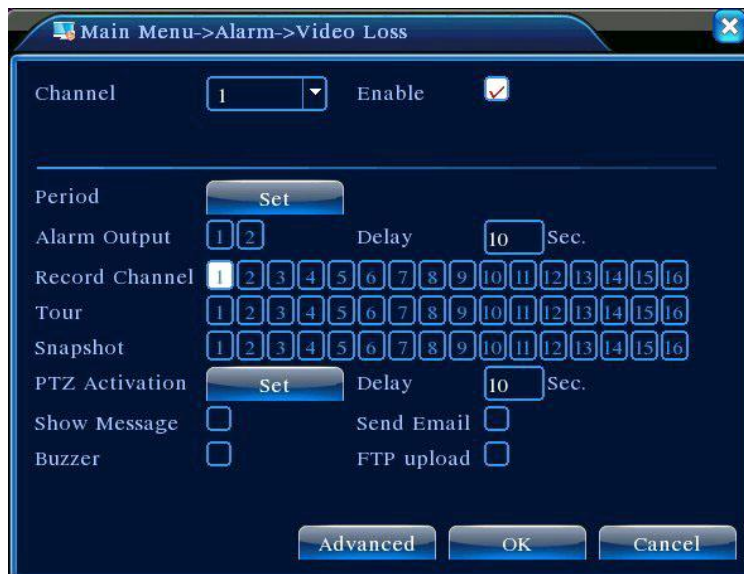 Main Menu->Alarm->Video Loss
Channel 1 Enable
Period Set
Alarm Output 1 2 Delay 10 Sec.
Record Channel 1 2 3 4 5 6 7 8 9 10 11 12 13 14 15 16
Tour 1 2 3 4 5 6 7 8 9 10 11 12 13 14 15 16
Snapshot 1 2 3 4 5 6 7 8 9 10 11 12 13 14 15 16
PTZ Activation Set Delay 10 Sec.
Show Message Send Email
Buzzer FTP upload
Advanced OK Cancel